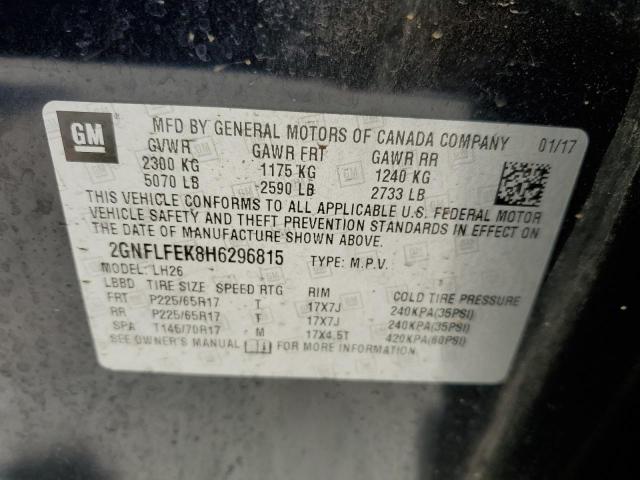 GM
MFD BY GENERAL MOTORS OF CANADA COMPANY 01/17
GVWR GAWR FRT GAWR RR
2300 KG 1175 KG 1240 KG
5070 LB 2590 LB 2733 LB
THIS VEHICLE CONFORMS TO ALL APPLICABLE U.S. FEDERAL MOTOR
VEHICLE SAFETY AND THEFT PREVENTION STANDARDS IN EFFECT ON
THE DATE OF MANUFACTURE SHOWN ABOVE.
2GNFLFEK8H6296815 TYPE: M.P.V.
MODEL: LH26
LBBD TIRE SIZE SPEED RTG RIM COLD TIRE PRESSURE
FRT P225/65R17 T 17X7J 240KPA(35PSI)
RR P225/65R17 T 17X7J 240KPA(35PSI)
SPA T145/70R17 M 17X4.5T 420KPA(60PSI)
SEE OWNER'S MANUAL FOR MORE INFORMATION.